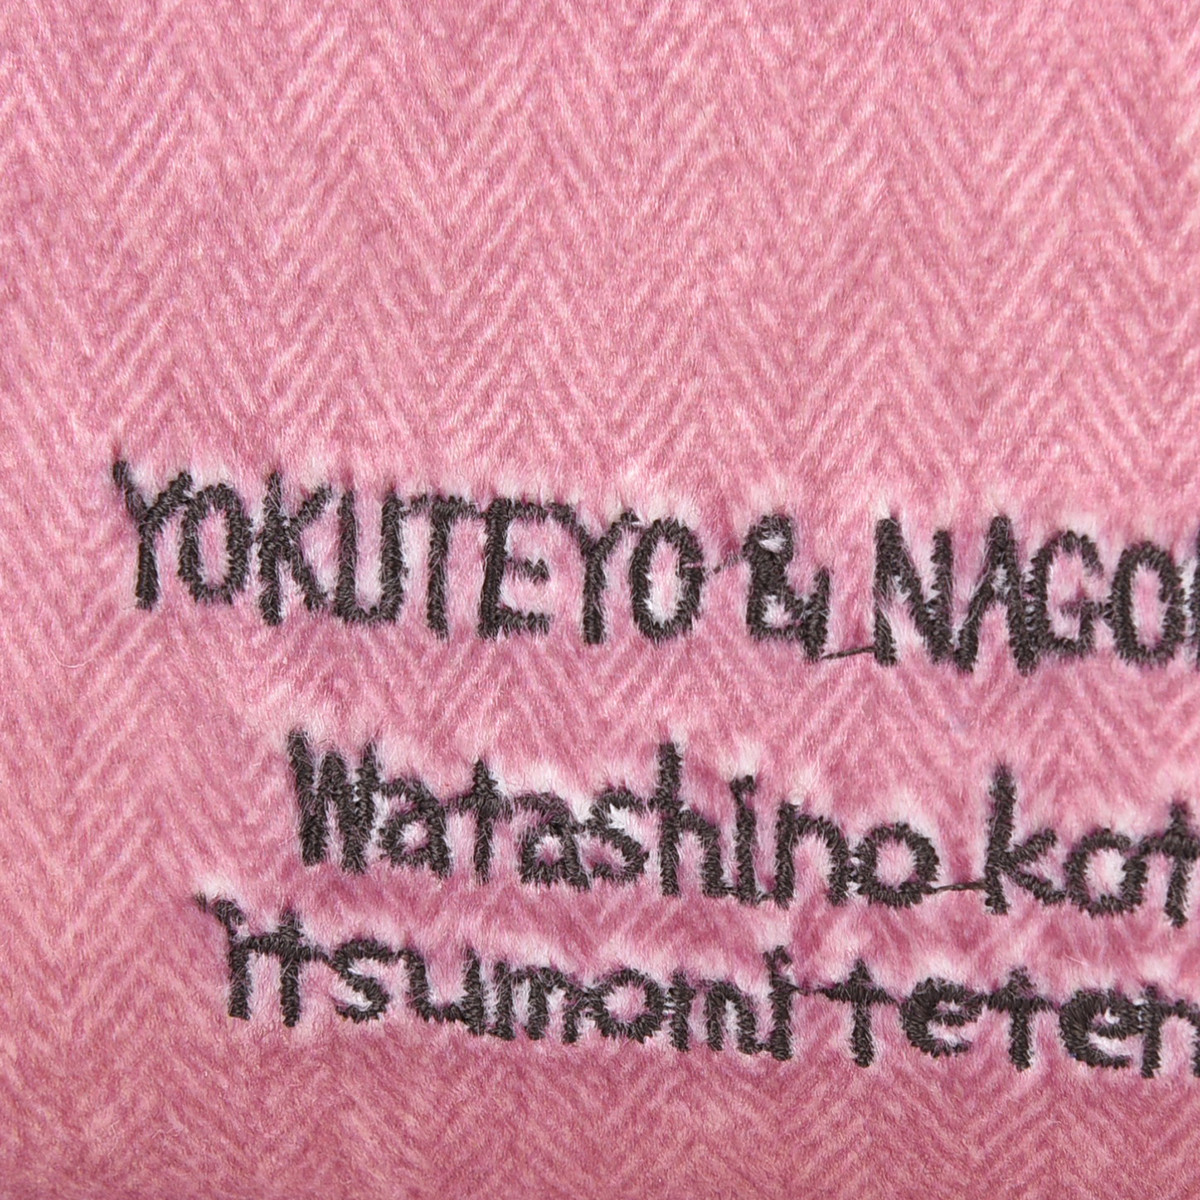 YOKUTEYO & NAGO
Watashino kot
itsumomi teten